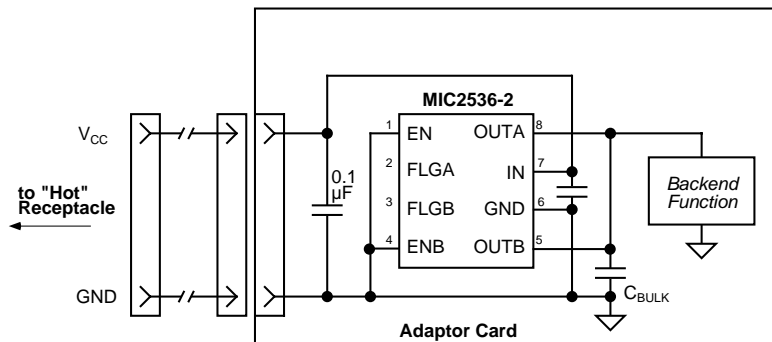 MIC2536-2
V_CC
1 EN OUTA 8
to "Hot"
Receptacle
0.1
µF
2 FLGA IN 7
3 FLGB GND 6
4 ENB OUTB 5
Backend
Function
GND
C_BULK
Adaptor Card